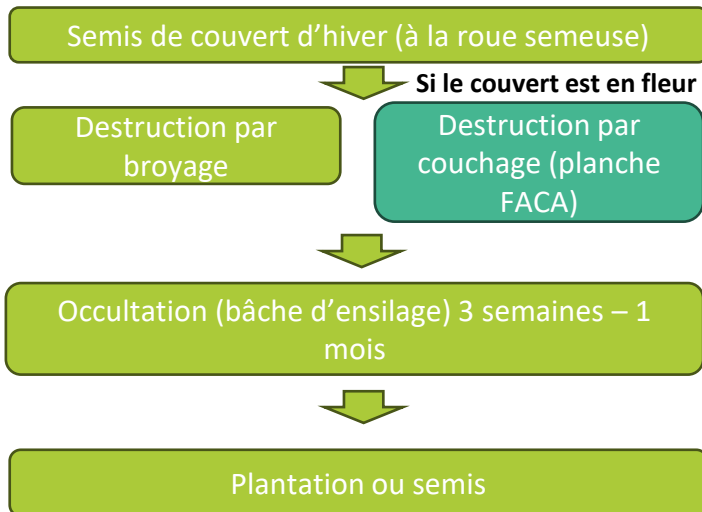 Semis de couvert d’hiver (à la roue semeuse)
Si le couvert est en fleur
Destruction par
broyage
Destruction par
couchage (planche
FACA)
Occultation (bâche d’ensilage) 3 semaines – 1
mois
Plantation ou semis